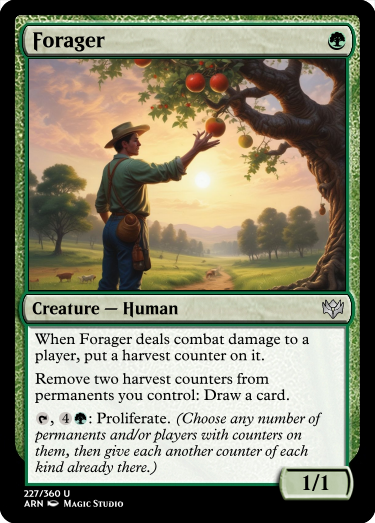 Forager
Creature — Human
When Forager deals combat damage to a
player, put a harvest counter on it.
Remove two harvest counters from
permanents you control: Draw a card.
, 4 : Proliferate. (Choose any number of
permanents and/or players with counters on
them, then give each another counter of each
kind already there.)
1/1
227/360 U
ARN Magic Studio